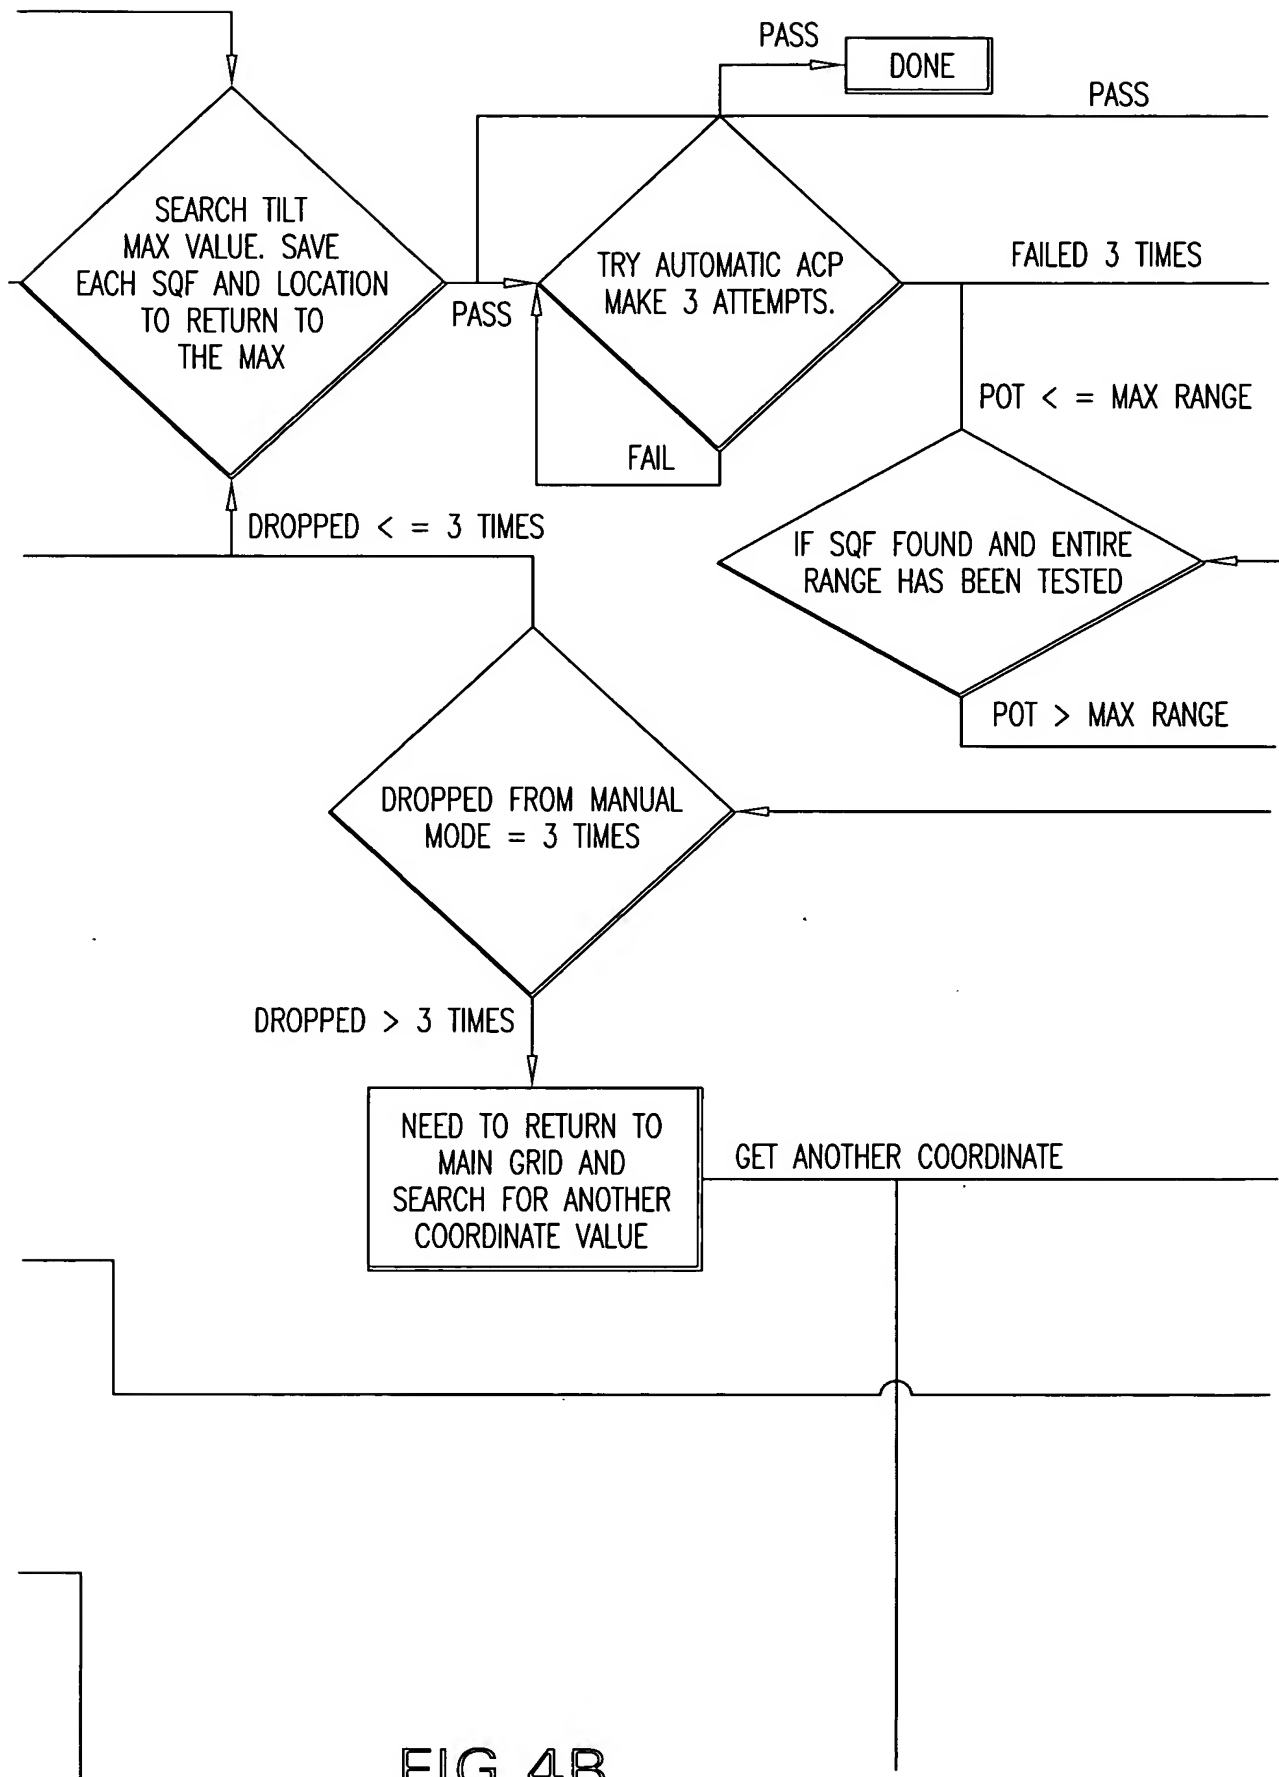 PASS
DONE
PASS
SEARCH TILT
MAX VALUE. SAVE
EACH SQF AND LOCATION
TO RETURN TO
THE MAX
PASS
TRY AUTOMATIC ACP
MAKE 3 ATTEMPTS.
FAILED 3 TIMES
POT < = MAX RANGE
FAIL
DROPPED < = 3 TIMES
IF SQF FOUND AND ENTIRE
RANGE HAS BEEN TESTED
POT > MAX RANGE
DROPPED FROM MANUAL
MODE = 3 TIMES
DROPPED > 3 TIMES
NEED TO RETURN TO
MAIN GRID AND
SEARCH FOR ANOTHER
COORDINATE VALUE
GET ANOTHER COORDINATE
FIG. 4B